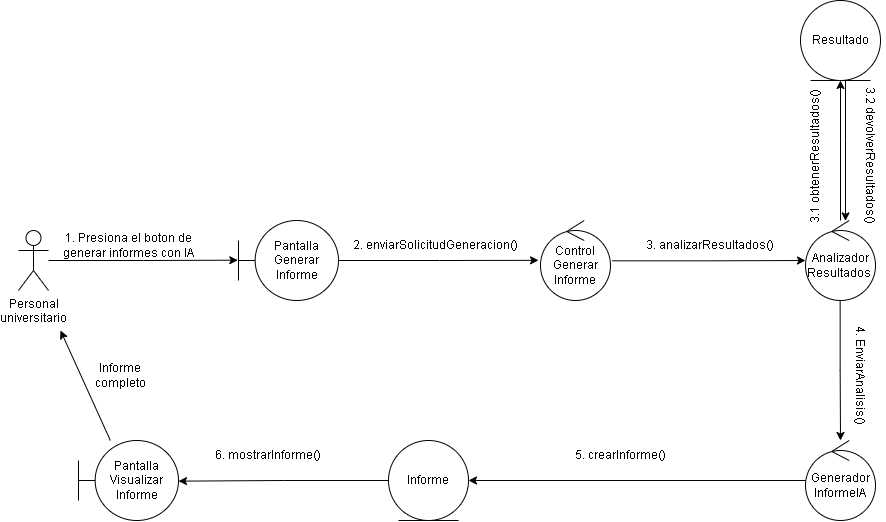 Resultado
3.1 obtenerResultados()
3.2 devolverResultados()
1. Presiona el boton de
generar informes con IA
Pantalla
Generar
Informe
2. enviarSolicitudGeneracion()
Control
Generar
Informe
3. analizarResultados()
Analizador
Resultados
Personal
universitario
4. EnviarAnalisis()
Informe
completo
Pantalla
Visualizar
Informe
6. mostrarInforme()
Informe
5. crearInforme()
Generador
InformeIA